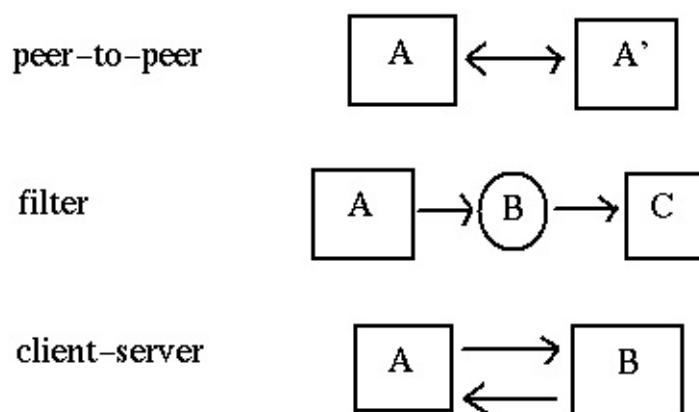 peer-to-peer A A'
filter A B C
client-server A B